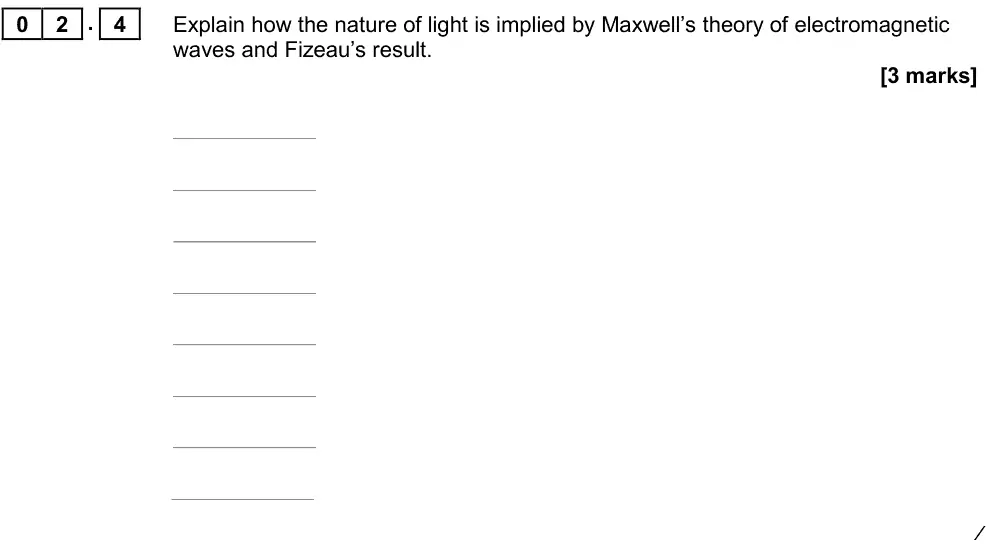 0 2 . 4 Explain how the nature of light is implied by Maxwell’s theory of electromagnetic
waves and Fizeau’s result.
[3 marks]